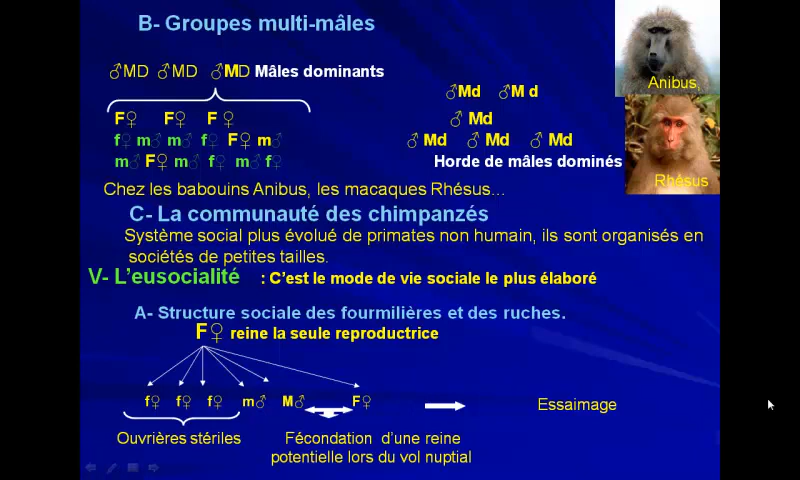 B- Groupes multi-mâles
♂MD ♂MD ♂MD Mâles dominants
Anibus,
♂Md ♂M d
F♀ F♀ F ♀
♂ Md
f♀ m♂ m♂ f♀ F♀ m♂
♂ Md ♂ Md ♂ Md
m♂ F♀ m♂ f♀ m♂ f♀
Horde de mâles dominés
Rhésus
Chez les babouins Anibus, les macaques Rhésus...
C- La communauté des chimpanzés
Système social plus évolué de primates non humain, ils sont organisés en
sociétés de petites tailles.
V- L'eusocialité : C'est le mode de vie sociale le plus élaboré
A- Structure sociale des fourmilières et des ruches.
F♀ reine la seule reproductrice
f♀ f♀ f♀ m♂ M♂ F♀
Essaimage
Ouvrières stériles
Fécondation d'une reine
potentielle lors du vol nuptial